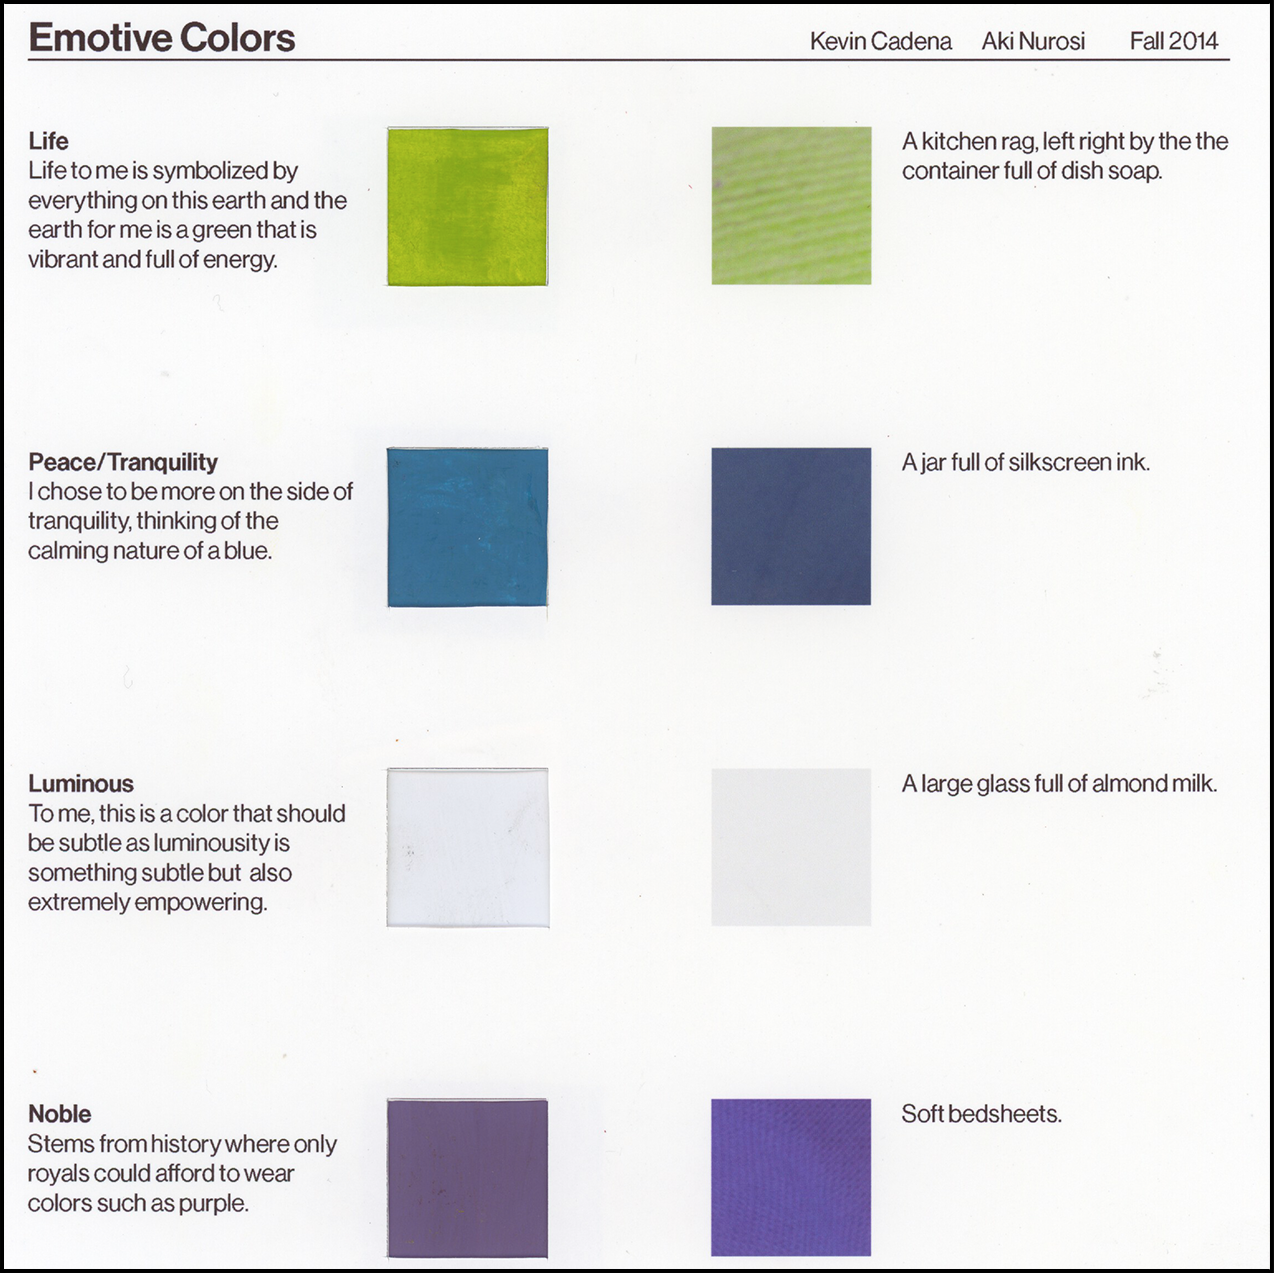 Emotive Colors Kevin Cadena Aki Nurosi Fall 2014
Life
Life to me is symbolized by
everything on this earth and the
earth for me is a green that is
vibrant and full of energy.
A kitchen rag, left right by the the
container full of dish soap.
Peace/Tranquility
I chose to be more on the side of
tranquility, thinking of the
calming nature of a blue.
A jar full of silkscreen ink.
Luminous
To me, this is a color that should
be subtle as luminousity is
something subtle but also
extremely empowering.
A large glass full of almond milk.
Noble
Stems from history where only
royals could afford to wear
colors such as purple.
Soft bedsheets.